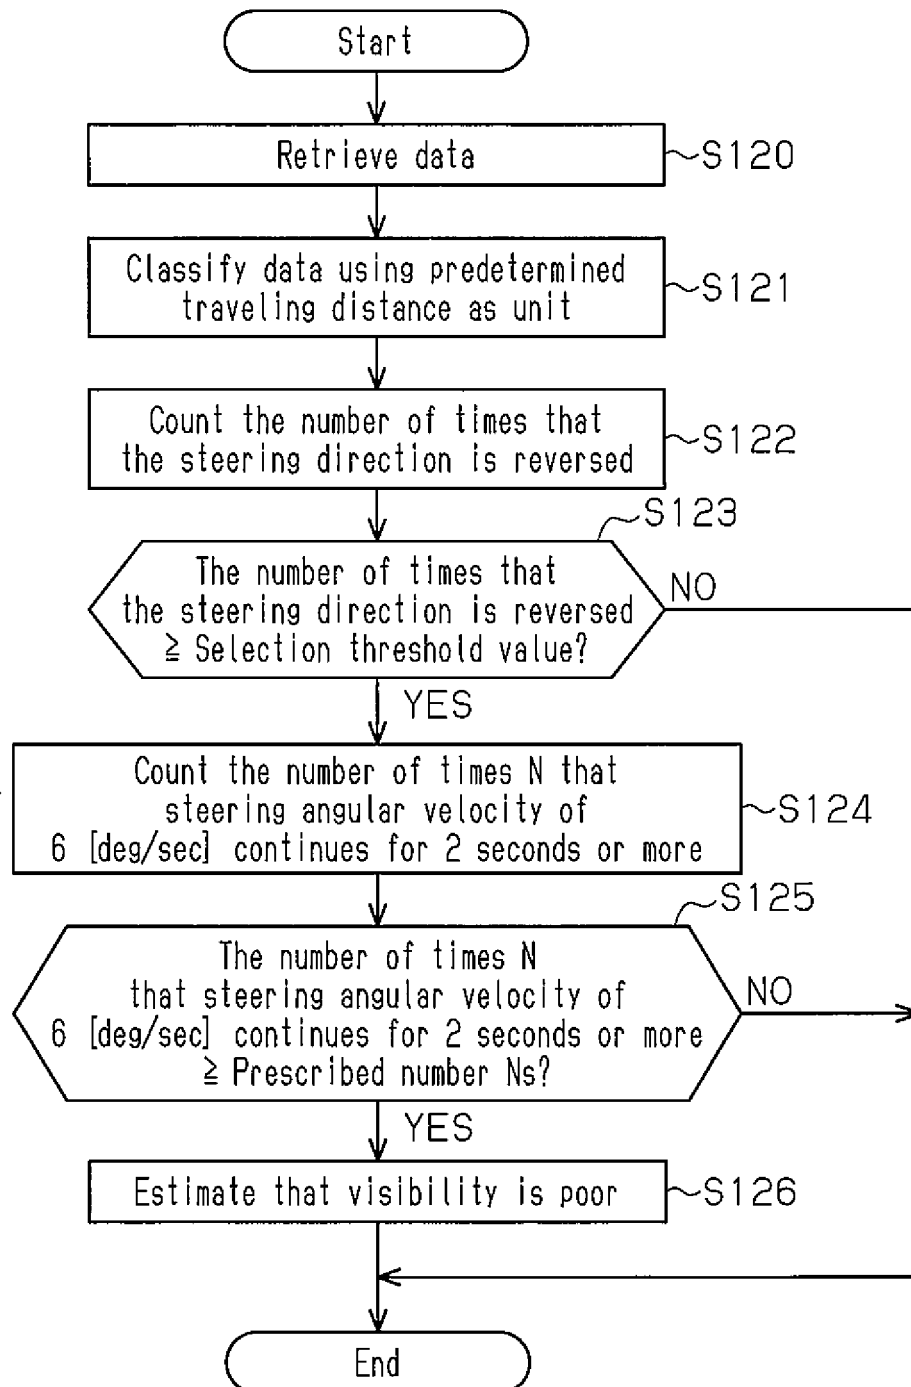 Start
Retrieve data
S120
Classify data using predetermined
traveling distance as unit
S121
Count the number of times that
the steering direction is reversed
S122
S123
The number of times that
the steering direction is reversed
≧ Selection threshold value?
NO
YES
Count the number of times N that
steering angular velocity of
6 [deg/sec] continues for 2 seconds or more
S124
S125
The number of times N
that steering angular velocity of
6 [deg/sec] continues for 2 seconds or more
≧ Prescribed number Ns?
NO
YES
Estimate that visibility is poor
S126
End